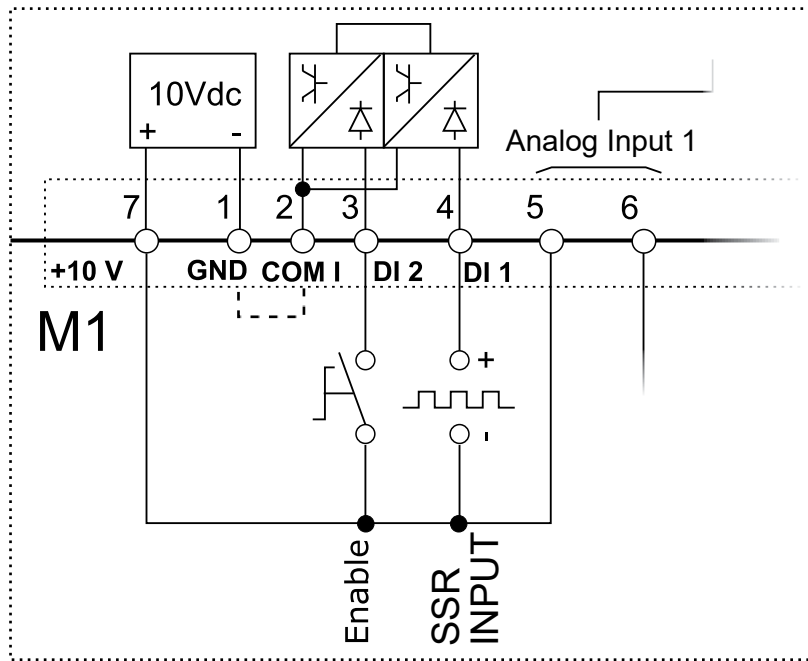 10Vdc
+ -
Analog Input 1
7 1 2 3 4 5 6
+10 V GND COM I DI 2 DI 1
M1
+
-
Enable
SSR
INPUT